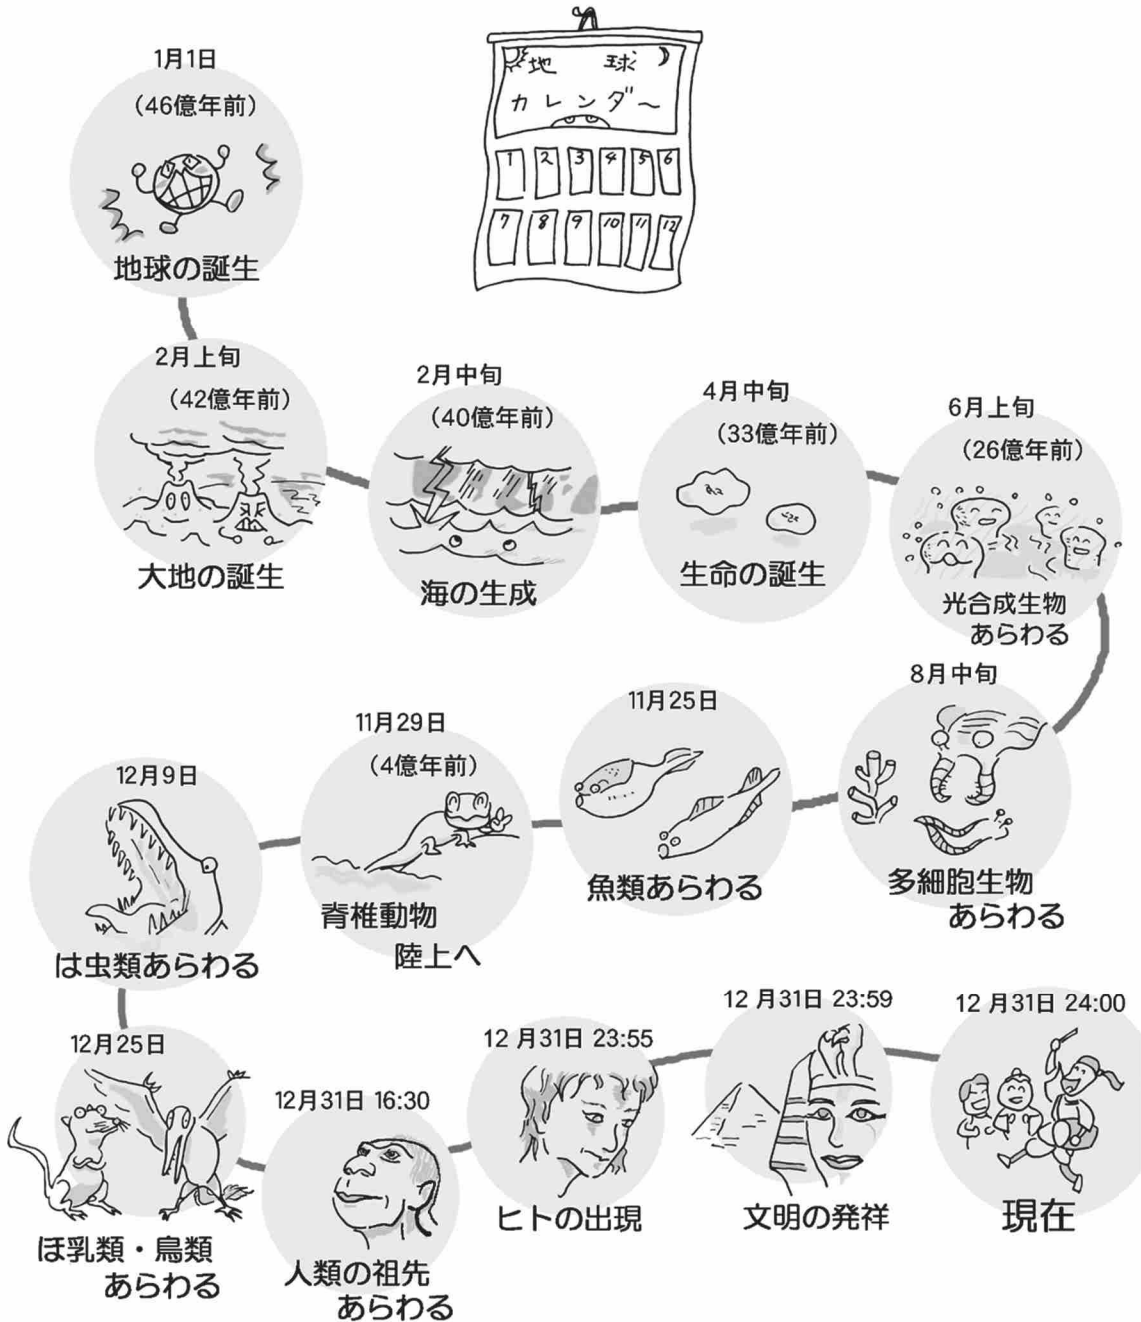 1月1日
(46億年前)
地球の誕生
地 球
カレンダ～
1 2 3 4 5 6
7 8 9 10 11 12
2月上旬
(42億年前)
大地の誕生
2月中旬
(40億年前)
海の生成
4月中旬
(33億年前)
生命の誕生
6月上旬
(26億年前)
光合成生物
あらわる
8月中旬
多細胞生物
あらわる
11月25日
魚類あらわる
11月29日
(4億年前)
脊椎動物
陸上へ
12月9日
は虫類あらわる
12月25日
ほ乳類・鳥類
あらわる
12月31日 16:30
人類の祖先
あらわる
12月31日 23:55
ヒトの出現
12月31日 23:59
文明の発祥
12月31日 24:00
現在